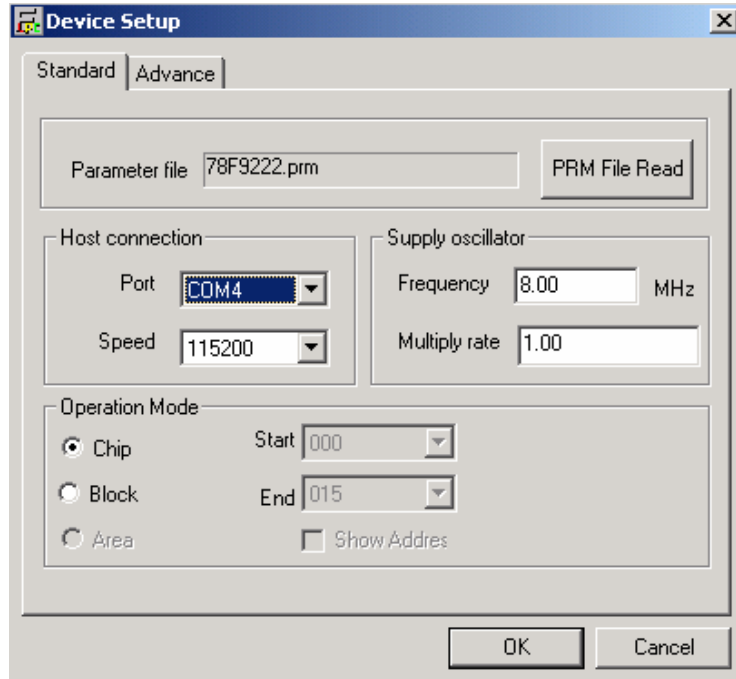 Device Setup
Standard Advance
Parameter file 78F9222.prm PRM File Read
Host connection
Port COM4
Speed 115200
Supply oscillator
Frequency 8.00 MHz
Multiply rate 1.00
Operation Mode
Chip Start 000
Block End 015
Area Show Addres
OK Cancel